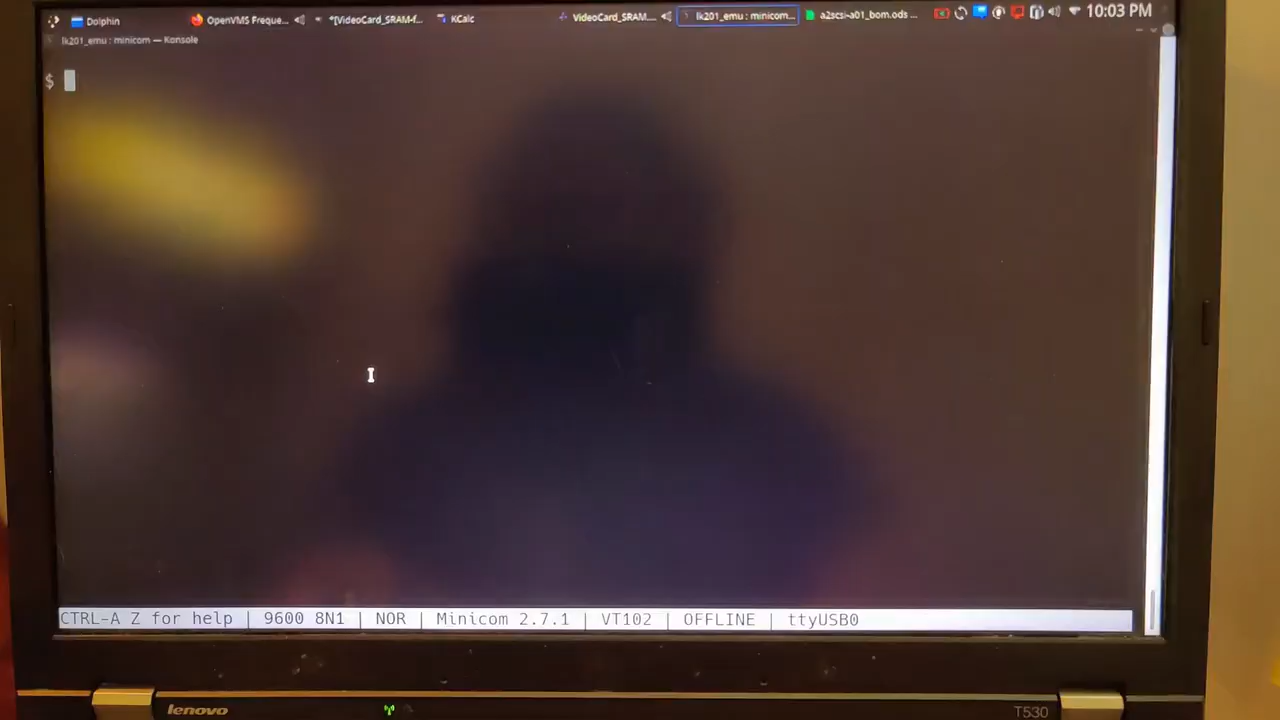 Dolphin
OpenVMS Freque...
*[VideoCard_SRAM-f...
KCalc
VideoCard_SRAM....
lk201_emu : minicom...
a2scsi-a01_bom.ods ...
10:03 PM
lk201_emu : minicom — Konsole
$
CTRL-A Z for help | 9600 8N1 | NOR | Minicom 2.7.1 | VT102 | OFFLINE | ttyUSB0
lenovo
T530